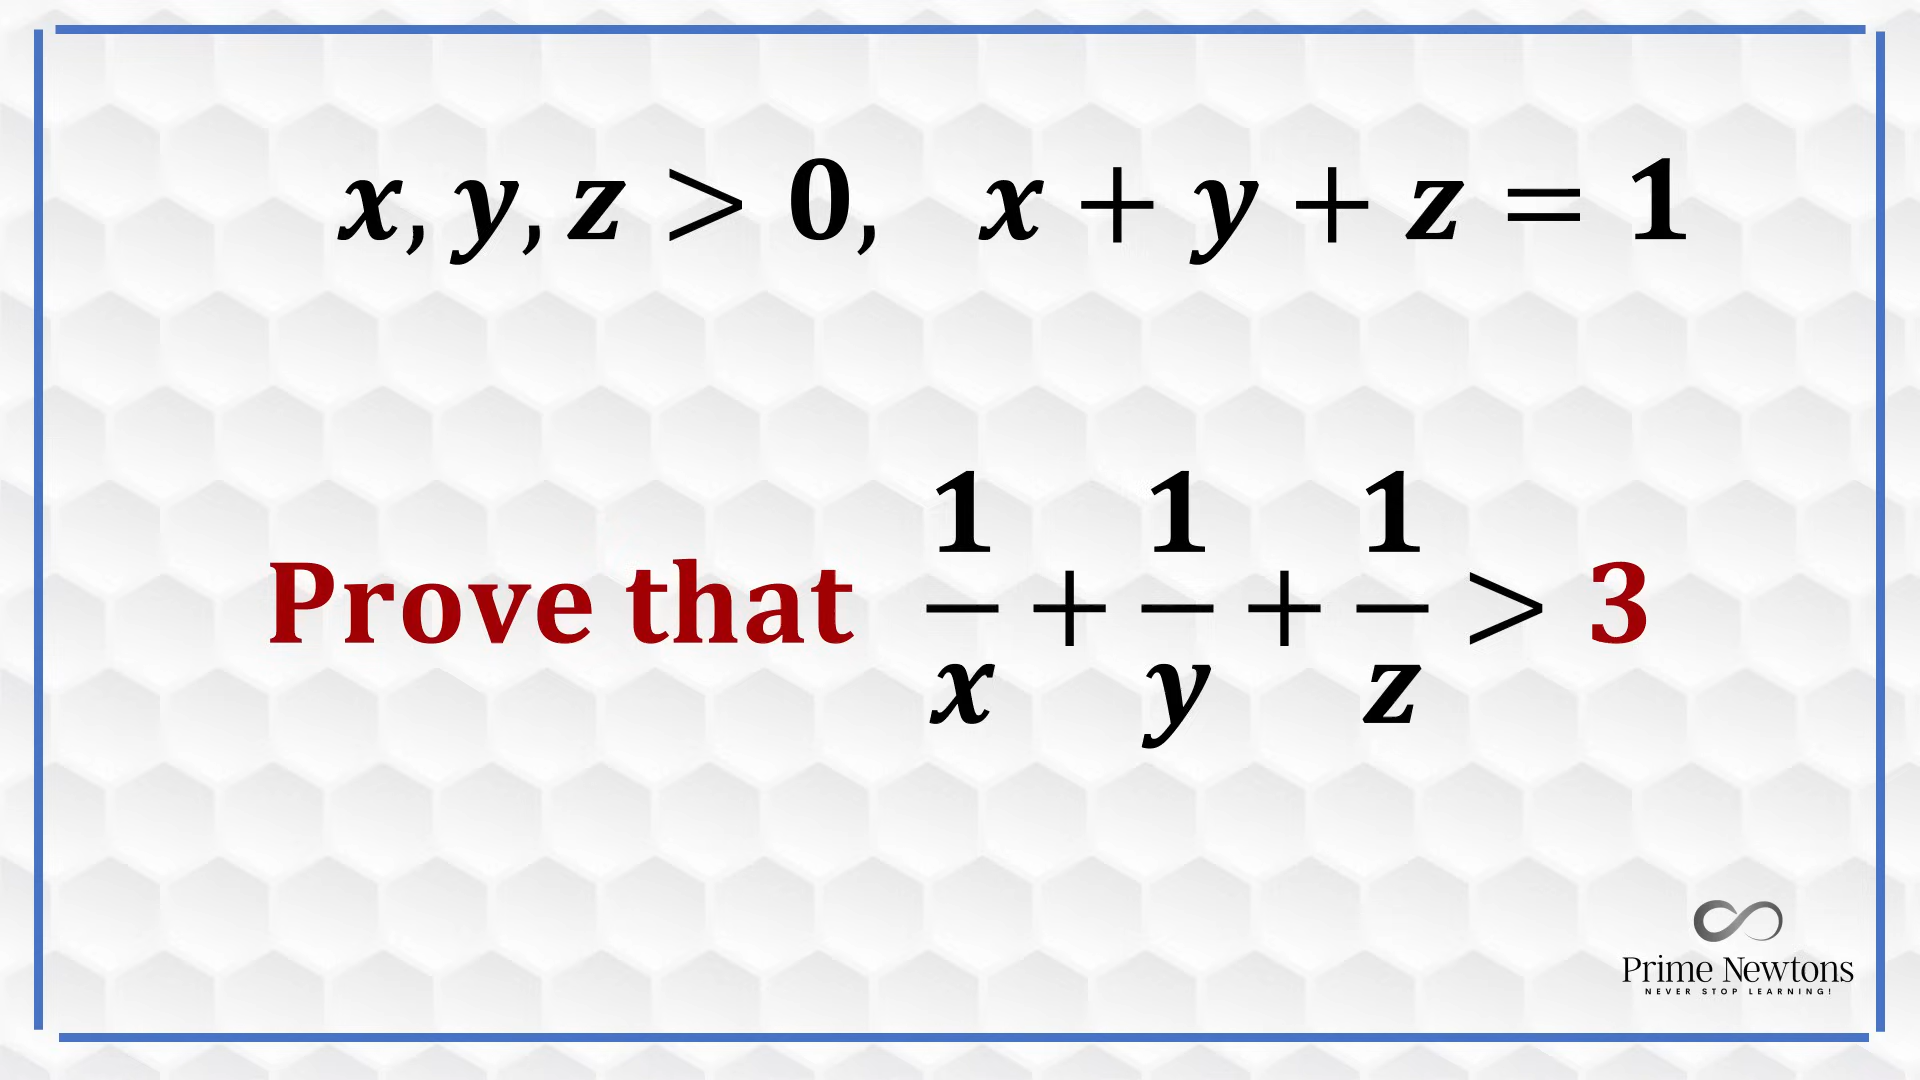 x, y, z > 0, x + y + z = 1
Prove that 1/x + 1/y + 1/z > 3
Prime Newtons
NEVER STOP LEARNING!